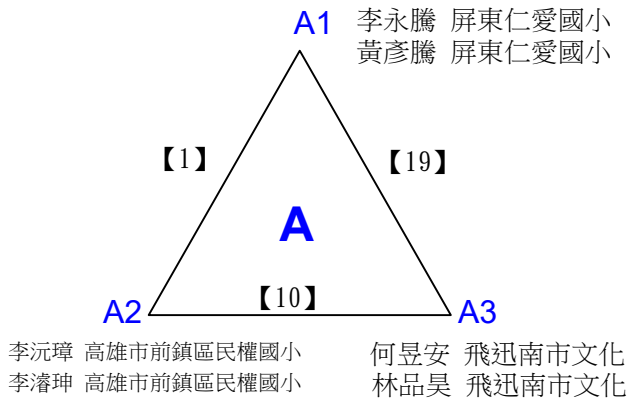 A1
李永騰 屏東仁愛國小
黃彥騰 屏東仁愛國小
【1】
【19】
A
【10】
A2
A3
李沅璋 高雄市前鎮區民權國小
李濬珅 高雄市前鎮區民權國小
何昱安 飛迅南市文化
林品昊 飛迅南市文化